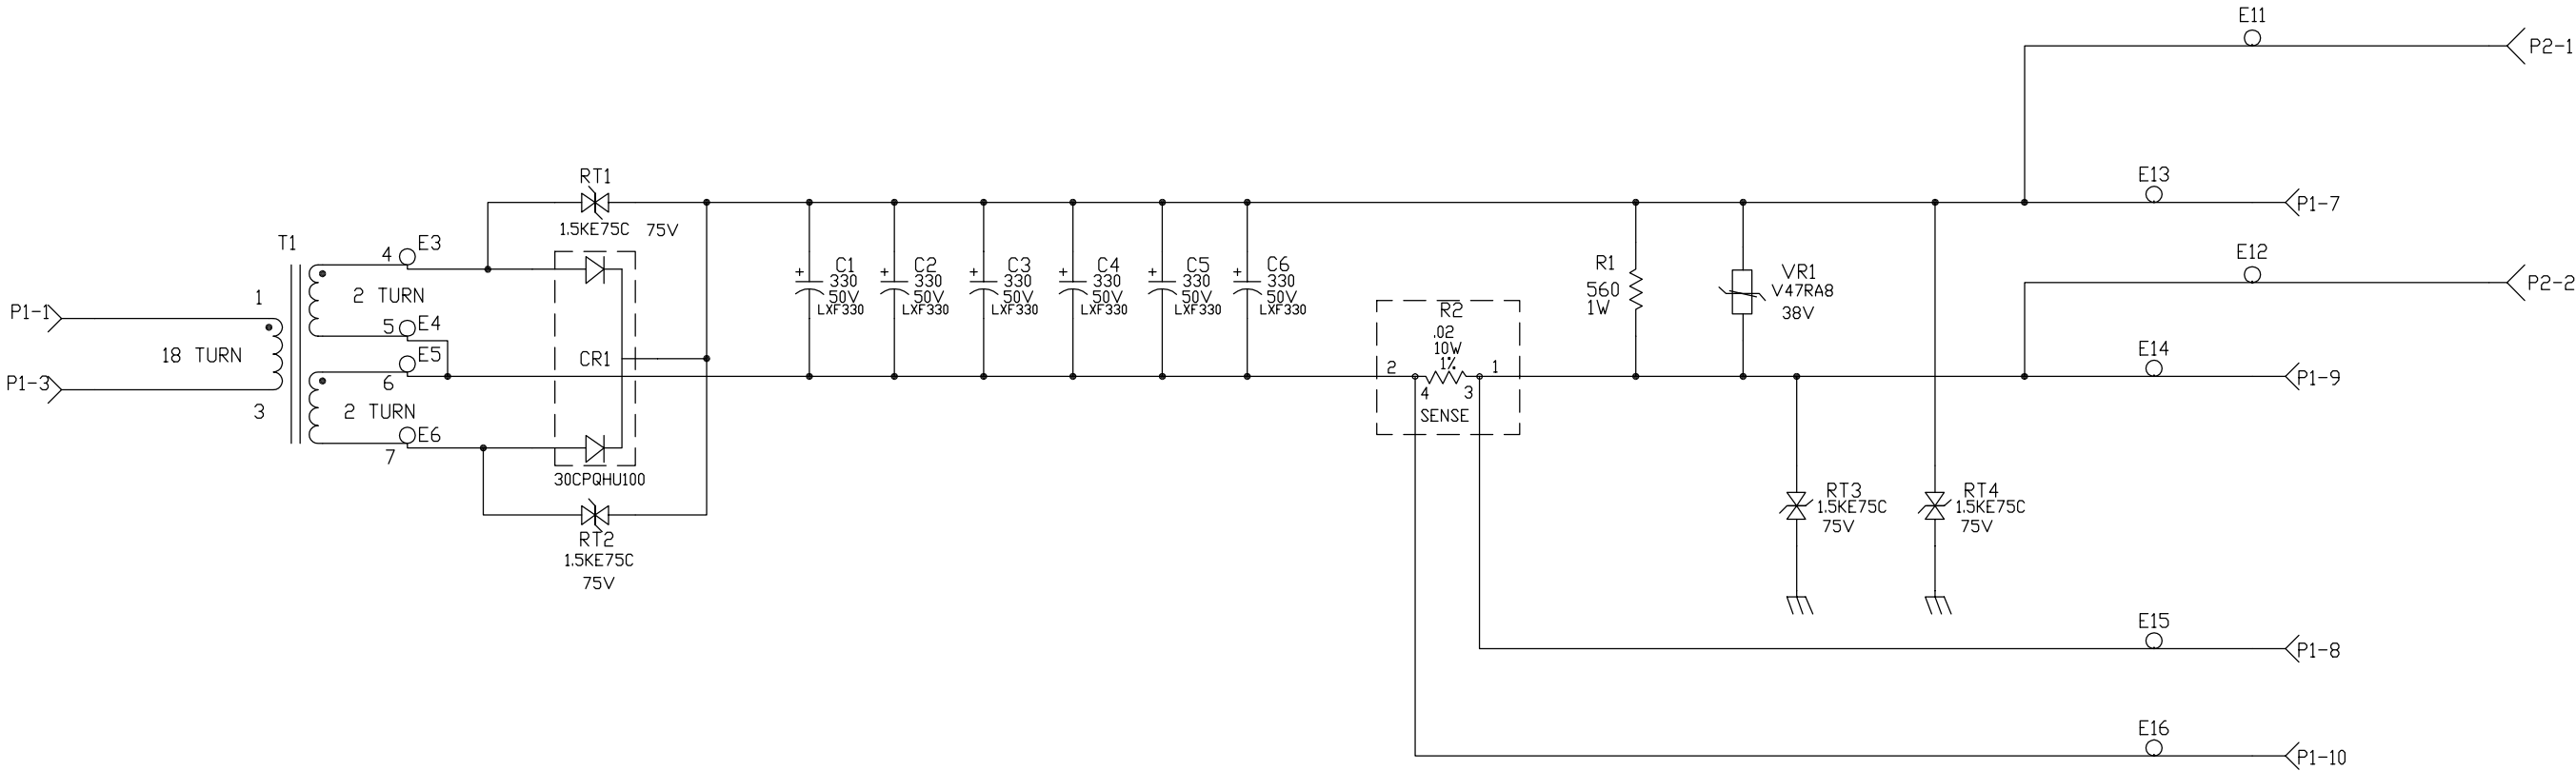 E11
P2-1
RT1
1.5KE75C 75V
E13
P1-7
T1
4
E3
2 TURN
1
P1-1
18 TURN
P1-3
3
5
E4
E5
6
2 TURN
E6
7
CR1
30CPQHU100
RT2
1.5KE75C
75V
+
C1
330
50V
LXF330
+
C2
330
50V
LXF330
+
C3
330
50V
LXF330
+
C4
330
50V
LXF330
+
C5
330
50V
LXF330
+
C6
330
50V
LXF330
R2
.02
10W
1%
2
1
4
3
SENSE
R1
560
1W
VR1
V47RA8
38V
E12
P2-2
E14
P1-9
RT3
1.5KE75C
75V
RT4
1.5KE75C
75V
E15
P1-8
E16
P1-10